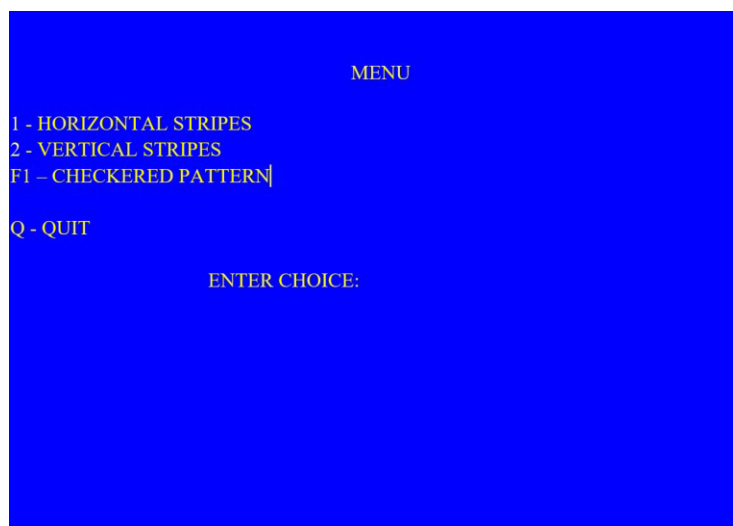 MENU
1 - HORIZONTAL STRIPES
2 - VERTICAL STRIPES
F1 – CHECKERED PATTERN
Q - QUIT
ENTER CHOICE: